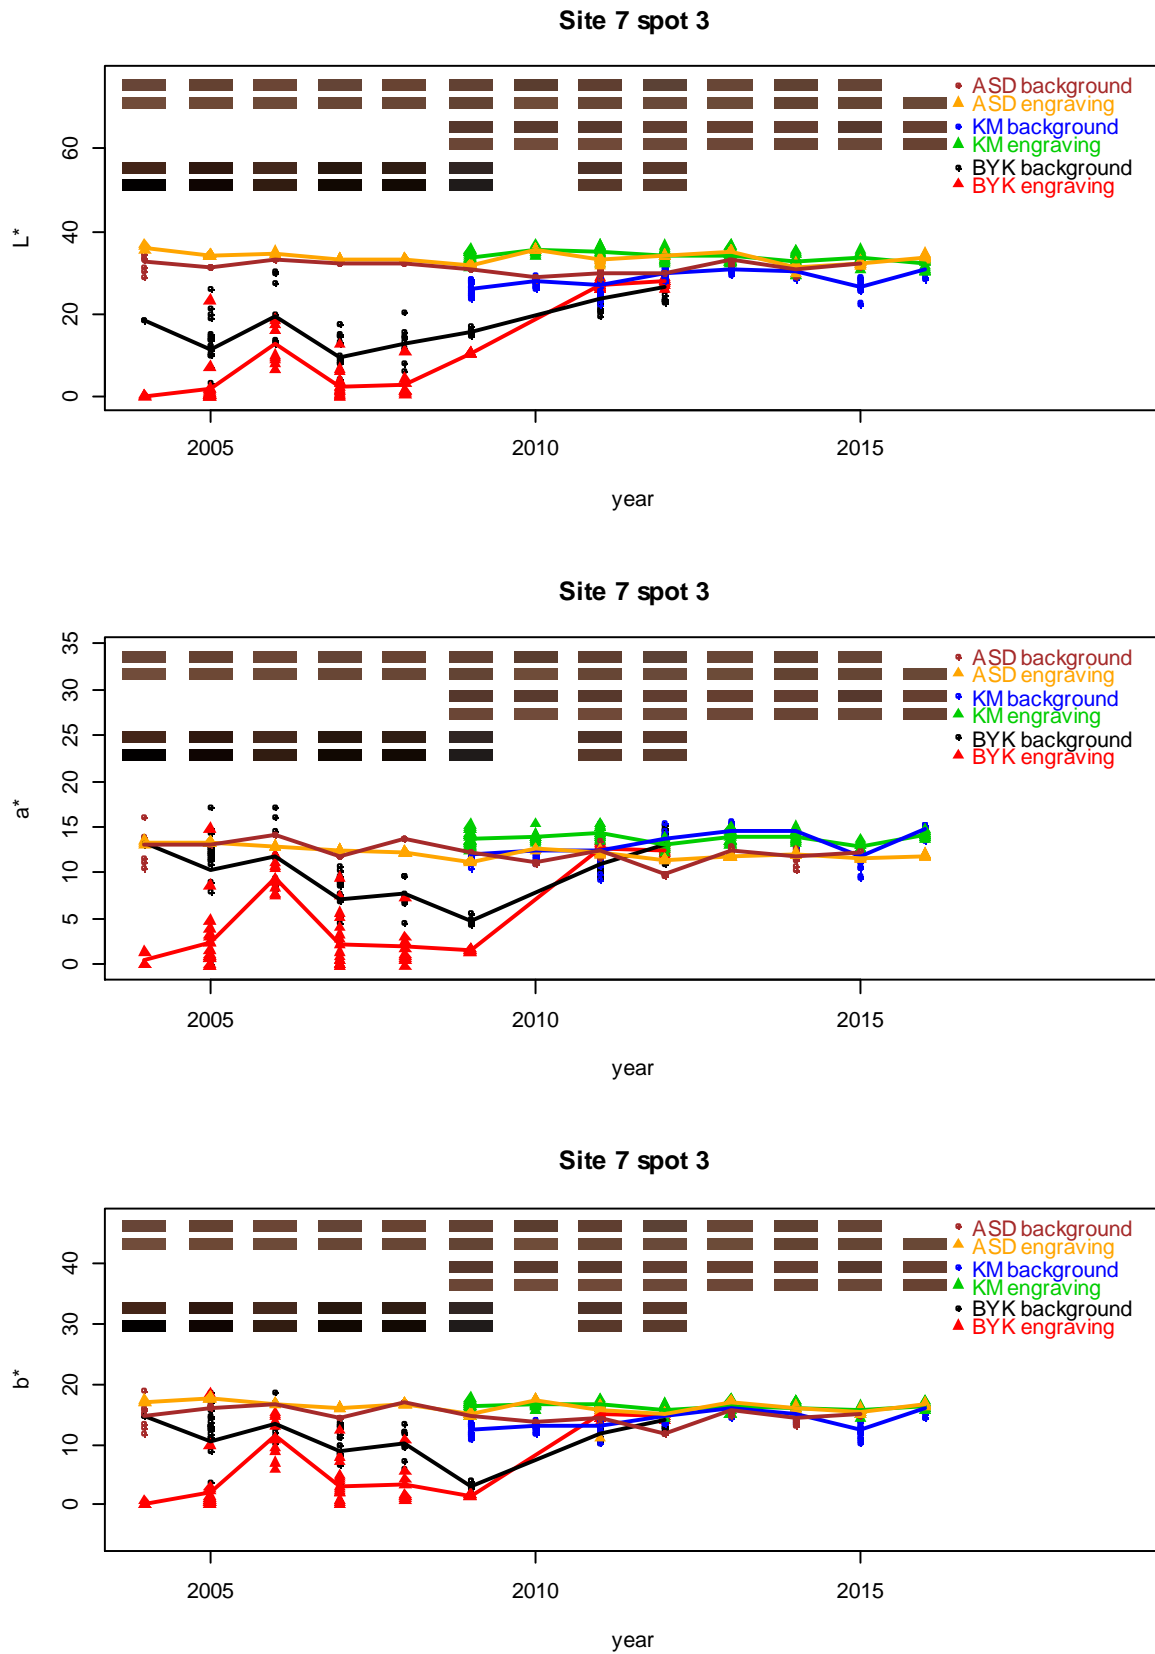 Site 7 spot 3
ASD background
ASD engraving
KM background
KM engraving
BYK background
BYK engraving
60
40
20
0
L*
2005 2010 2015
year
Site 7 spot 3
ASD background
ASD engraving
KM background
KM engraving
BYK background
BYK engraving
35
30
25
20
15
10
5
0
a*
2005 2010 2015
year
Site 7 spot 3
ASD background
ASD engraving
KM background
KM engraving
BYK background
BYK engraving
40
30
20
10
0
b*
2005 2010 2015
year